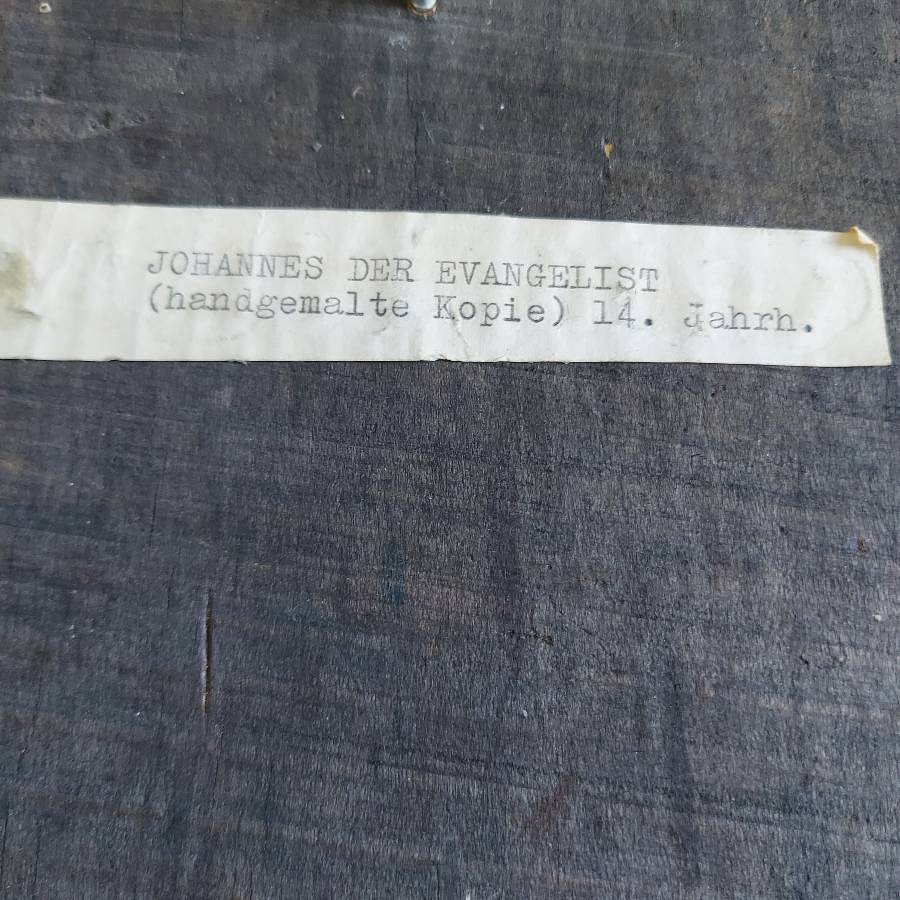 JOHANNES DER EVANGELIST
(handgemalte Kopie) 14. Jahrh.